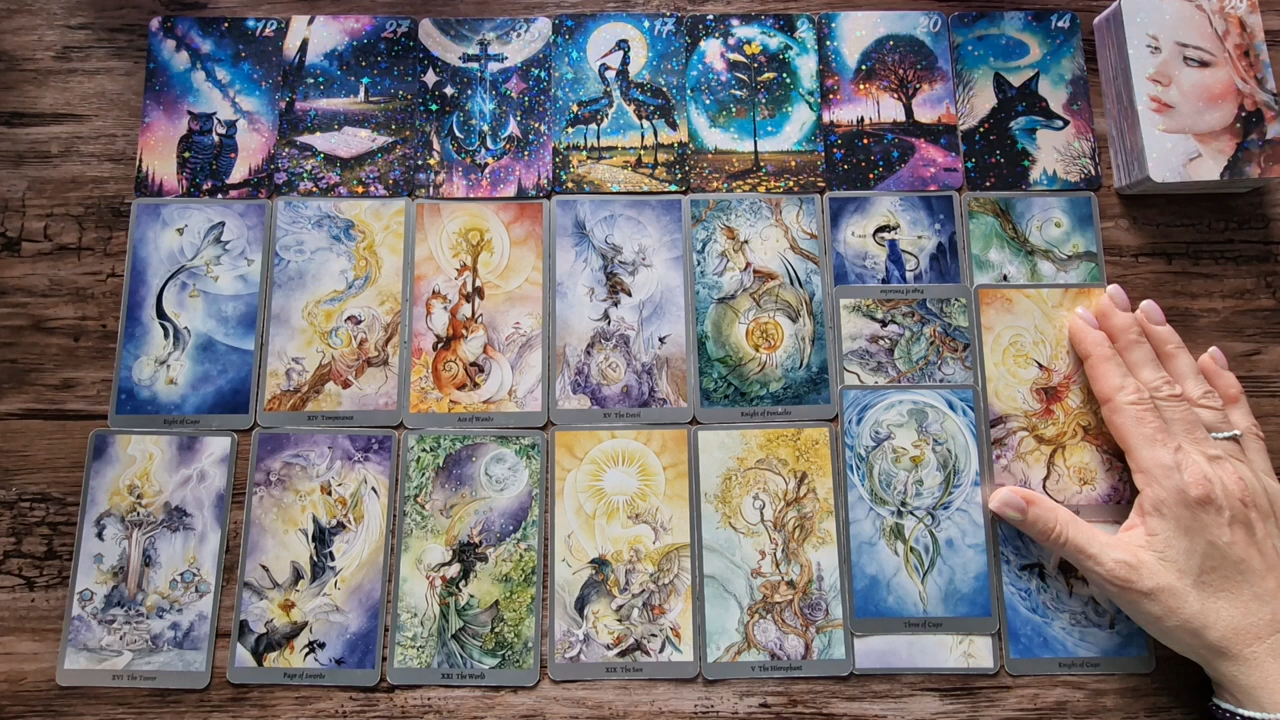 12
27
35
17
2
20
14
29
Eight of Cups
XIV Temperance
Ace of Wands
XV The Devil
Knight of Pentacles
Page of Pentacles
XVI The Tower
Page of Swords
XXI The World
XIX The Sun
V The Hierophant
Three of Cups
Knight of Cups